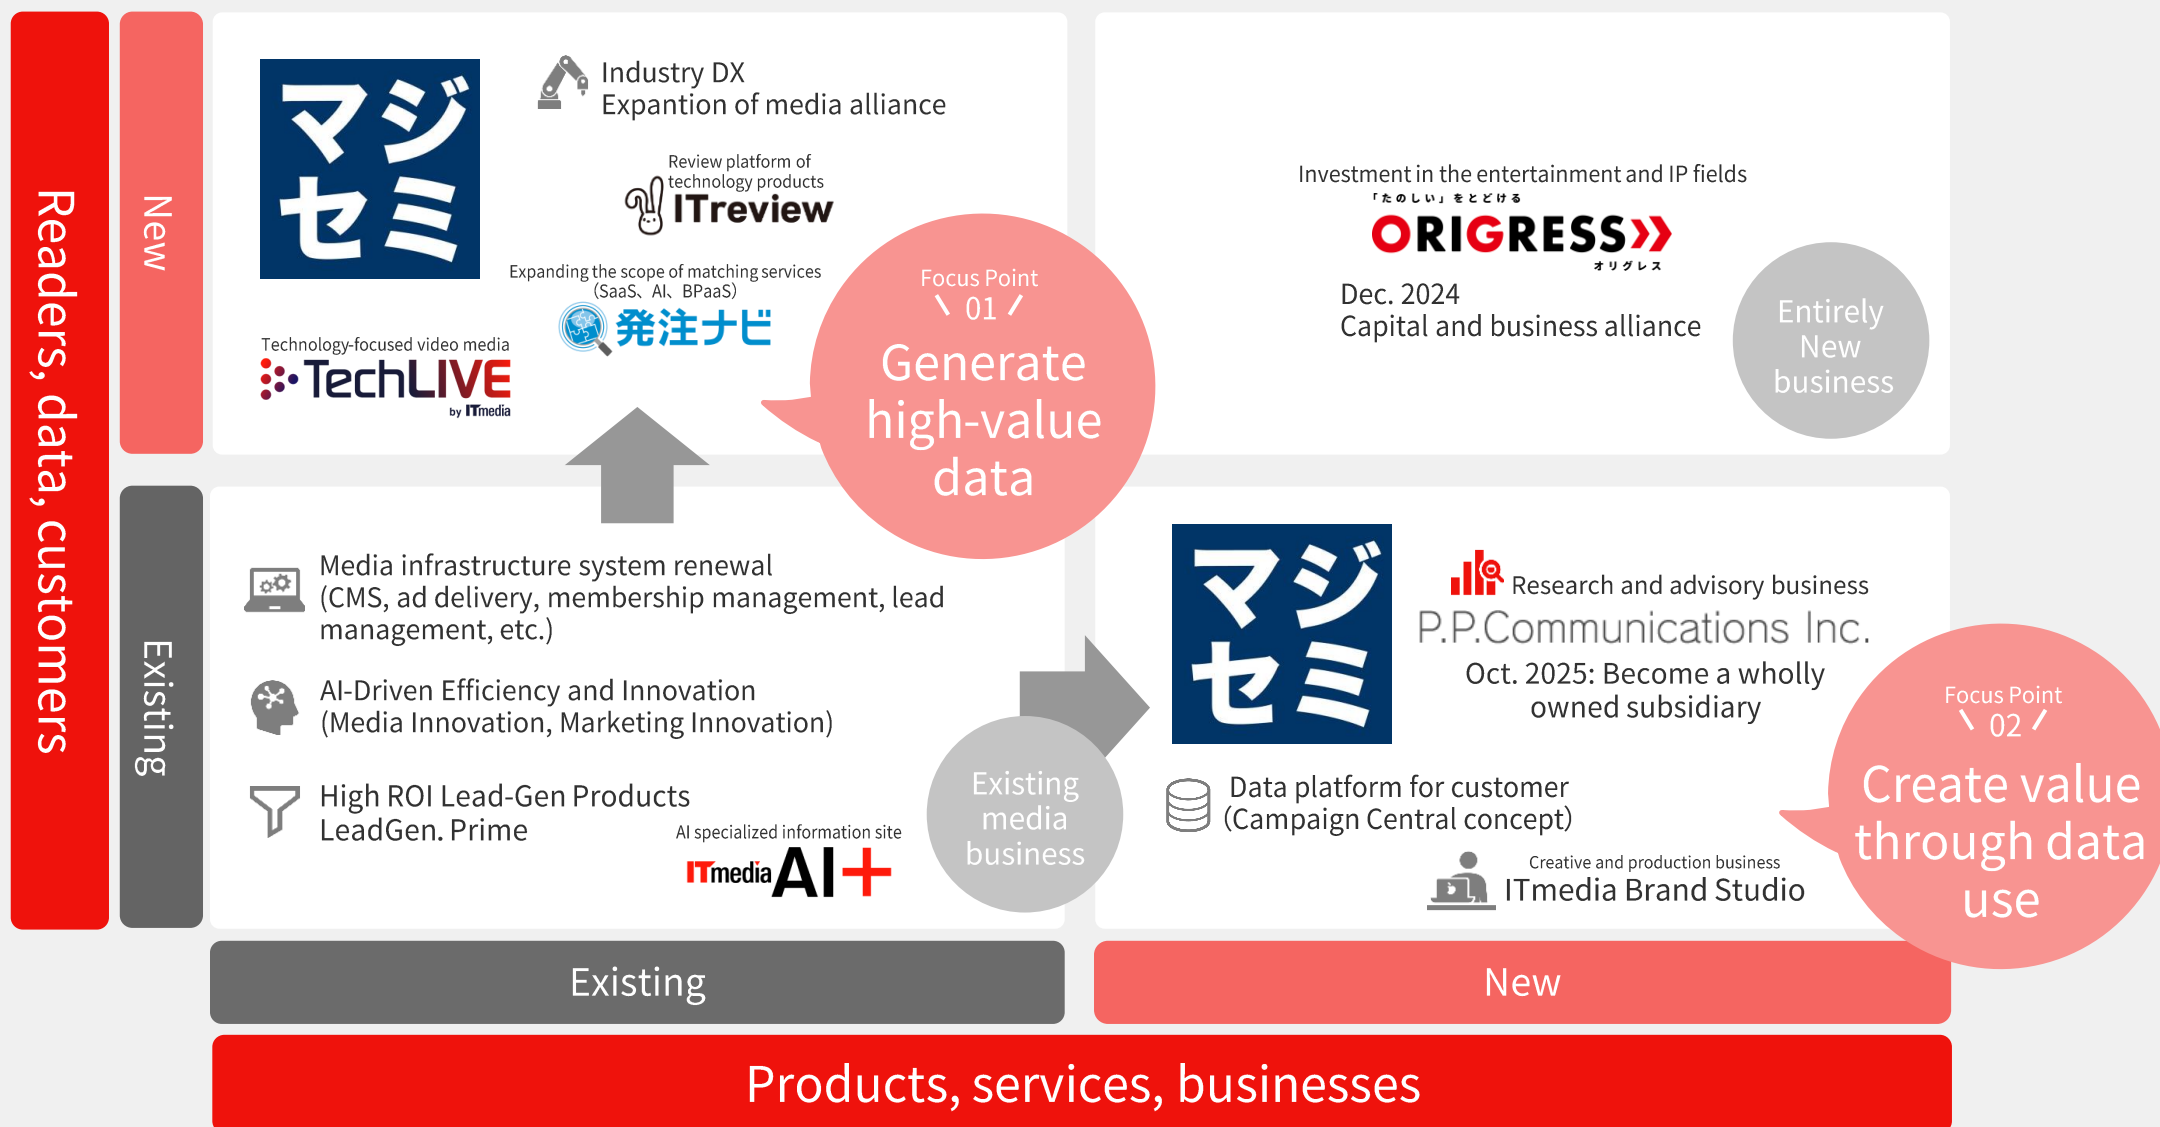 Readers, data, customers
New
Existing
マジ
セミ
Industry DX
Expantion of media alliance
Review platform of
technology products
ITreview
Expanding the scope of matching services
（SaaS、AI、BPaaS）
発注ナビ
Technology-focused video media
TechLIVE
by ITmedia
Focus Point
01
Generate
high-value
data
Investment in the entertainment and IP fields
「たのしい」をとどける
ORIGRESS
オリグレス
Dec. 2024
Capital and business alliance
Entirely
New
business
Media infrastructure system renewal
(CMS, ad delivery, membership management, lead
management, etc.)
AI-Driven Efficiency and Innovation
(Media Innovation, Marketing Innovation)
High ROI Lead-Gen Products
LeadGen. Prime
AI specialized information site
ITmedia AI+
Existing
media
business
マジ
セミ
Research and advisory business
P.P.Communications Inc.
Oct. 2025: Become a wholly
owned subsidiary
Data platform for customer
（Campaign Central concept）
Creative and production business
ITmedia Brand Studio
Focus Point
02
Create value
through data
use
Existing
New
Products, services, businesses